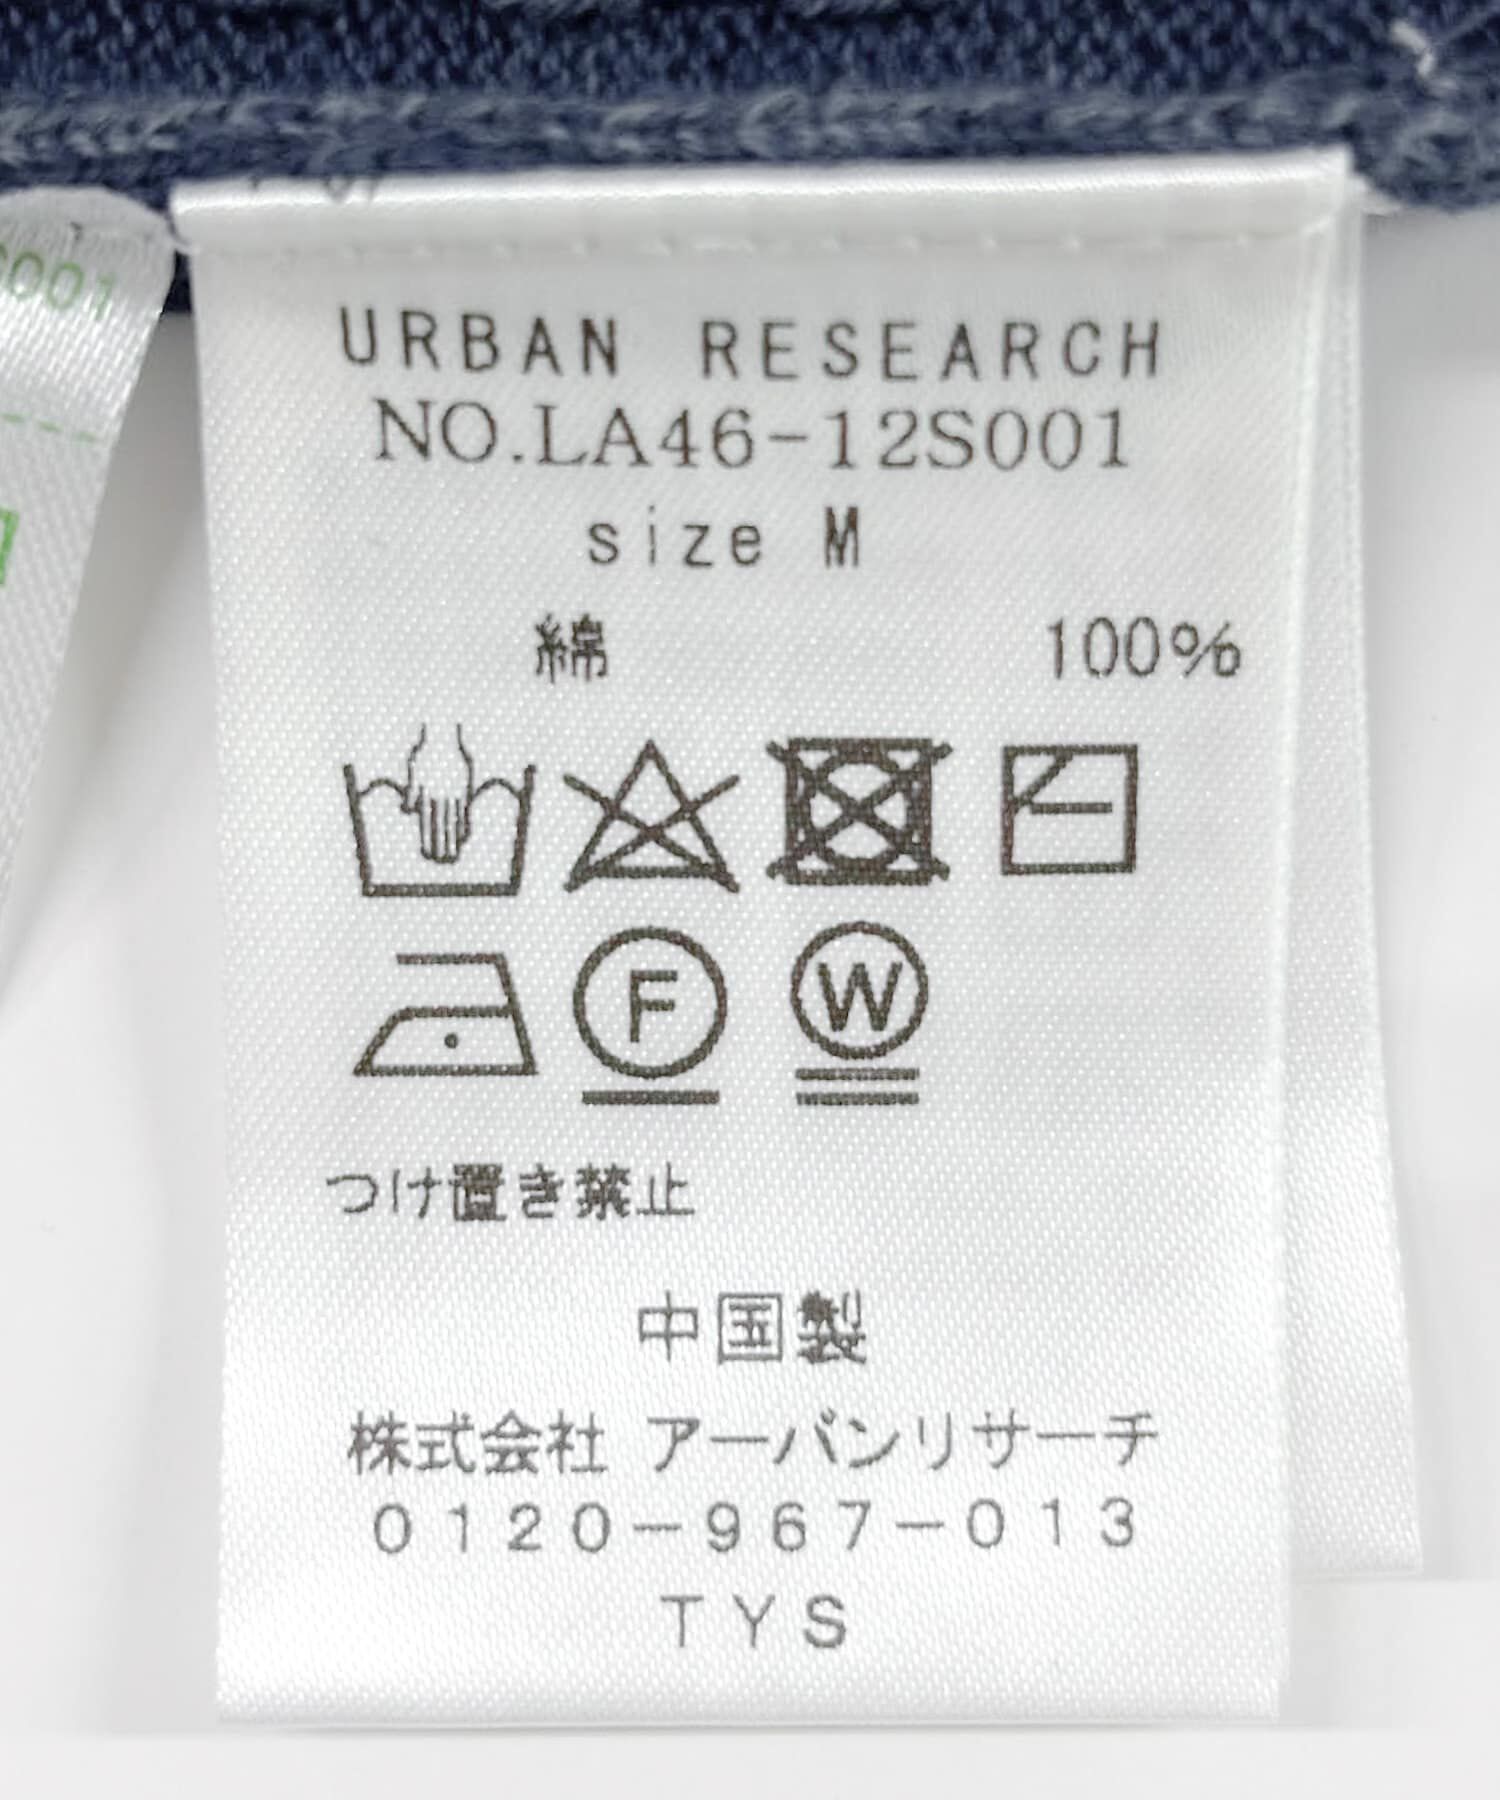 URBAN RESEARCH
NO.LA46-12S001
size M
綿 100%
F W
つけ置き禁止
中国製
株式会社 アーバンリサーチ
0120-967-013
TYS
001